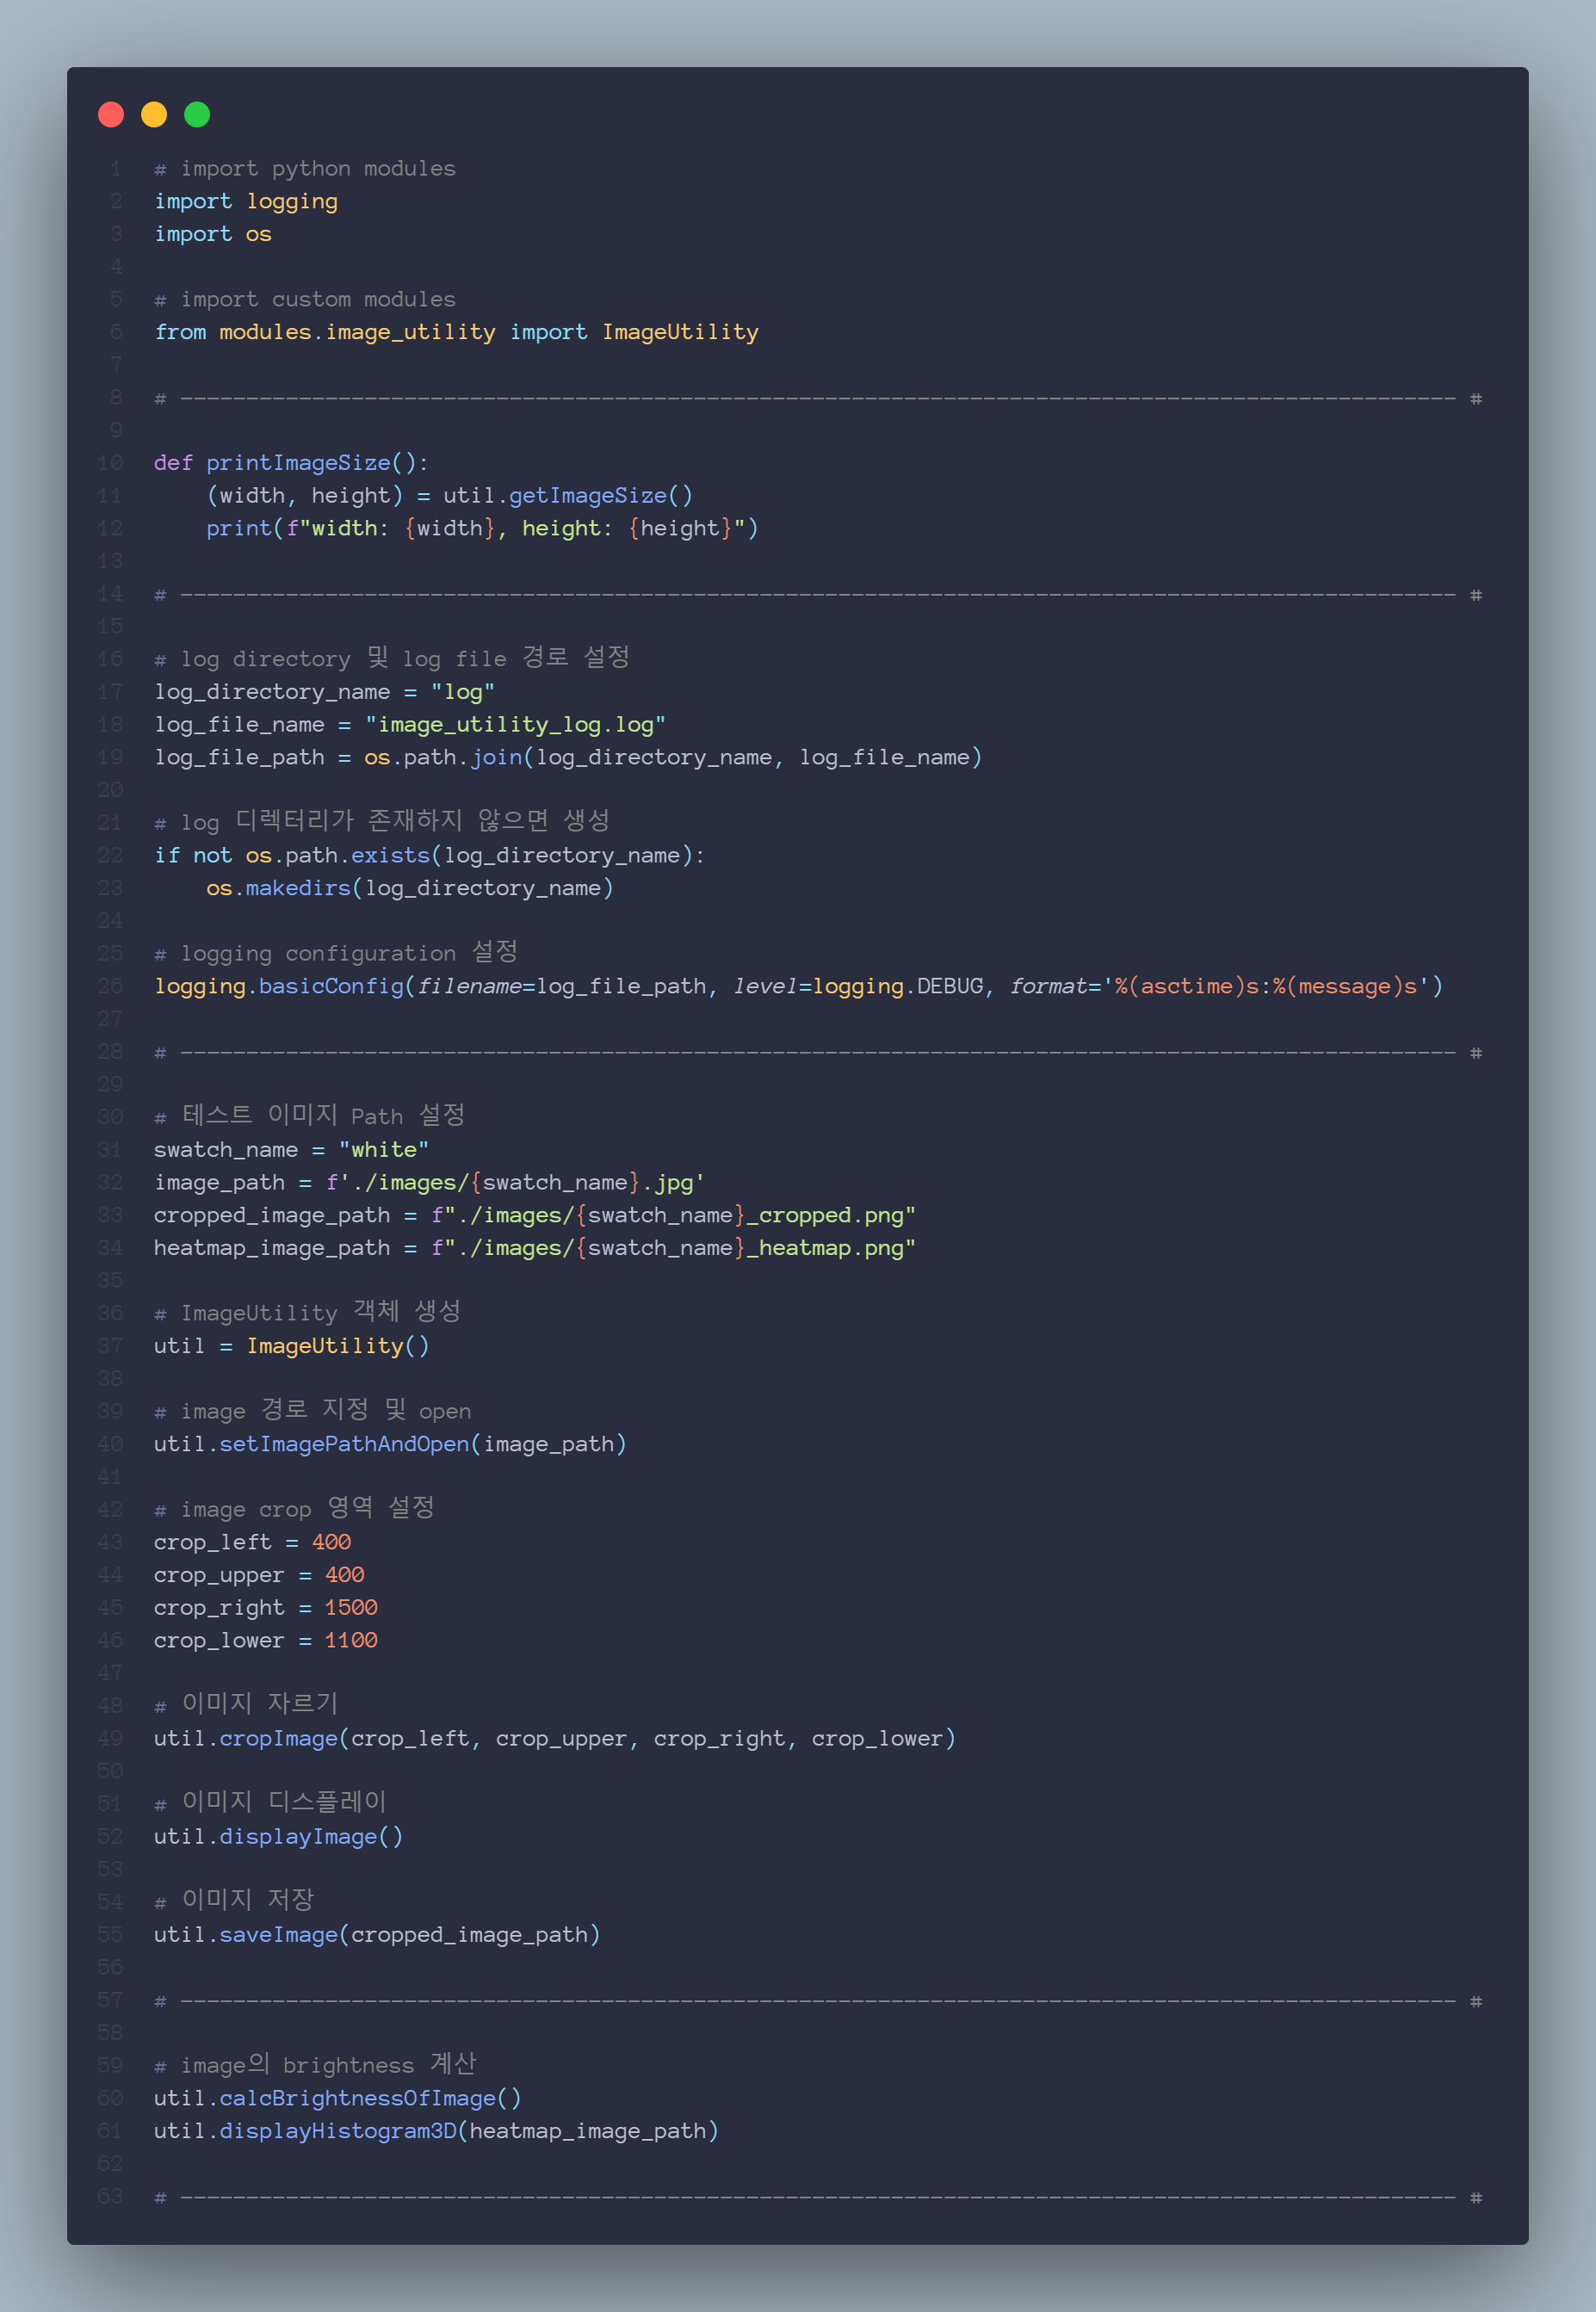 1 # import python modules
2 import logging
3 import os
4
5 # import custom modules
6 from modules.image_utility import ImageUtility
7
8 # ------------------------------------------------------------------------------------------------- #
9
10 def printImageSize():
11     (width, height) = util.getImageSize()
12     print(f"width: {width}, height: {height}")
13
14 # ------------------------------------------------------------------------------------------------- #
15
16 # log directory 및 log file 경로 설정
17 log_directory_name = "log"
18 log_file_name = "image_utility_log.log"
19 log_file_path = os.path.join(log_directory_name, log_file_name)
20
21 # log 디렉터리가 존재하지 않으면 생성
22 if not os.path.exists(log_directory_name):
23     os.makedirs(log_directory_name)
24
25 # logging configuration 설정
26 logging.basicConfig(filename=log_file_path, level=logging.DEBUG, format='%(asctime)s:%(message)s')
27
28 # ------------------------------------------------------------------------------------------------- #
29
30 # 테스트 이미지 Path 설정
31 swatch_name = "white"
32 image_path = f'./images/{swatch_name}.jpg'
33 cropped_image_path = f"./images/{swatch_name}_cropped.png"
34 heatmap_image_path = f"./images/{swatch_name}_heatmap.png"
35
36 # ImageUtility 객체 생성
37 util = ImageUtility()
38
39 # image 경로 지정 및 open
40 util.setImagePathAndOpen(image_path)
41
42 # image crop 영역 설정
43 crop_left = 400
44 crop_upper = 400
45 crop_right = 1500
46 crop_lower = 1100
47
48 # 이미지 자르기
49 util.cropImage(crop_left, crop_upper, crop_right, crop_lower)
50
51 # 이미지 디스플레이
52 util.displayImage()
53
54 # 이미지 저장
55 util.saveImage(cropped_image_path)
56
57 # ------------------------------------------------------------------------------------------------- #
58
59 # image의 brightness 계산
60 util.calcBrightnessOfImage()
61 util.displayHistogram3D(heatmap_image_path)
62
63 # ------------------------------------------------------------------------------------------------- #